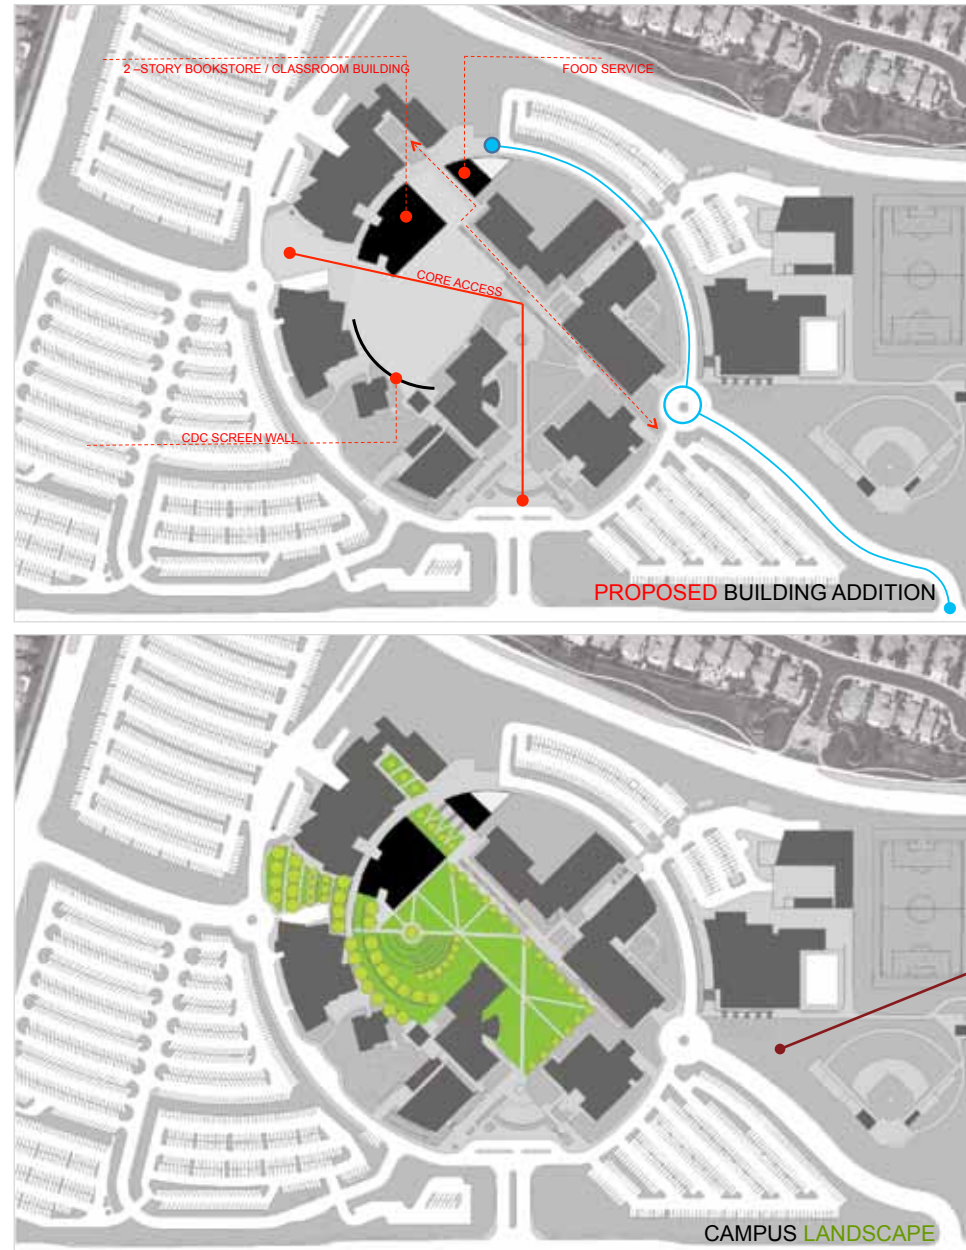 2 –STORY BOOKSTORE / CLASSROOM BUILDING
FOOD SERVICE
CORE ACCESS
CDC SCREEN WALL
PROPOSED BUILDING ADDITION
CAMPUS LANDSCAPE